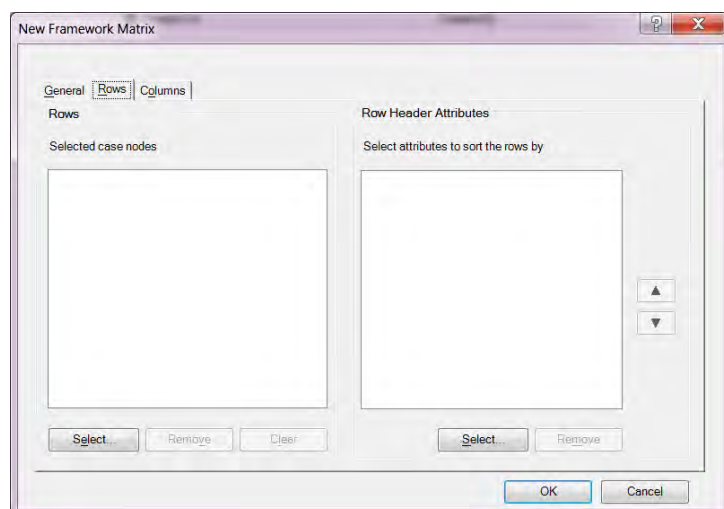 New Framework Matrix
General Rows Columns
Rows
Row Header Attributes
Selected case nodes
Select attributes to sort the rows by
Select... Remove Clear
Select... Remove
OK Cancel